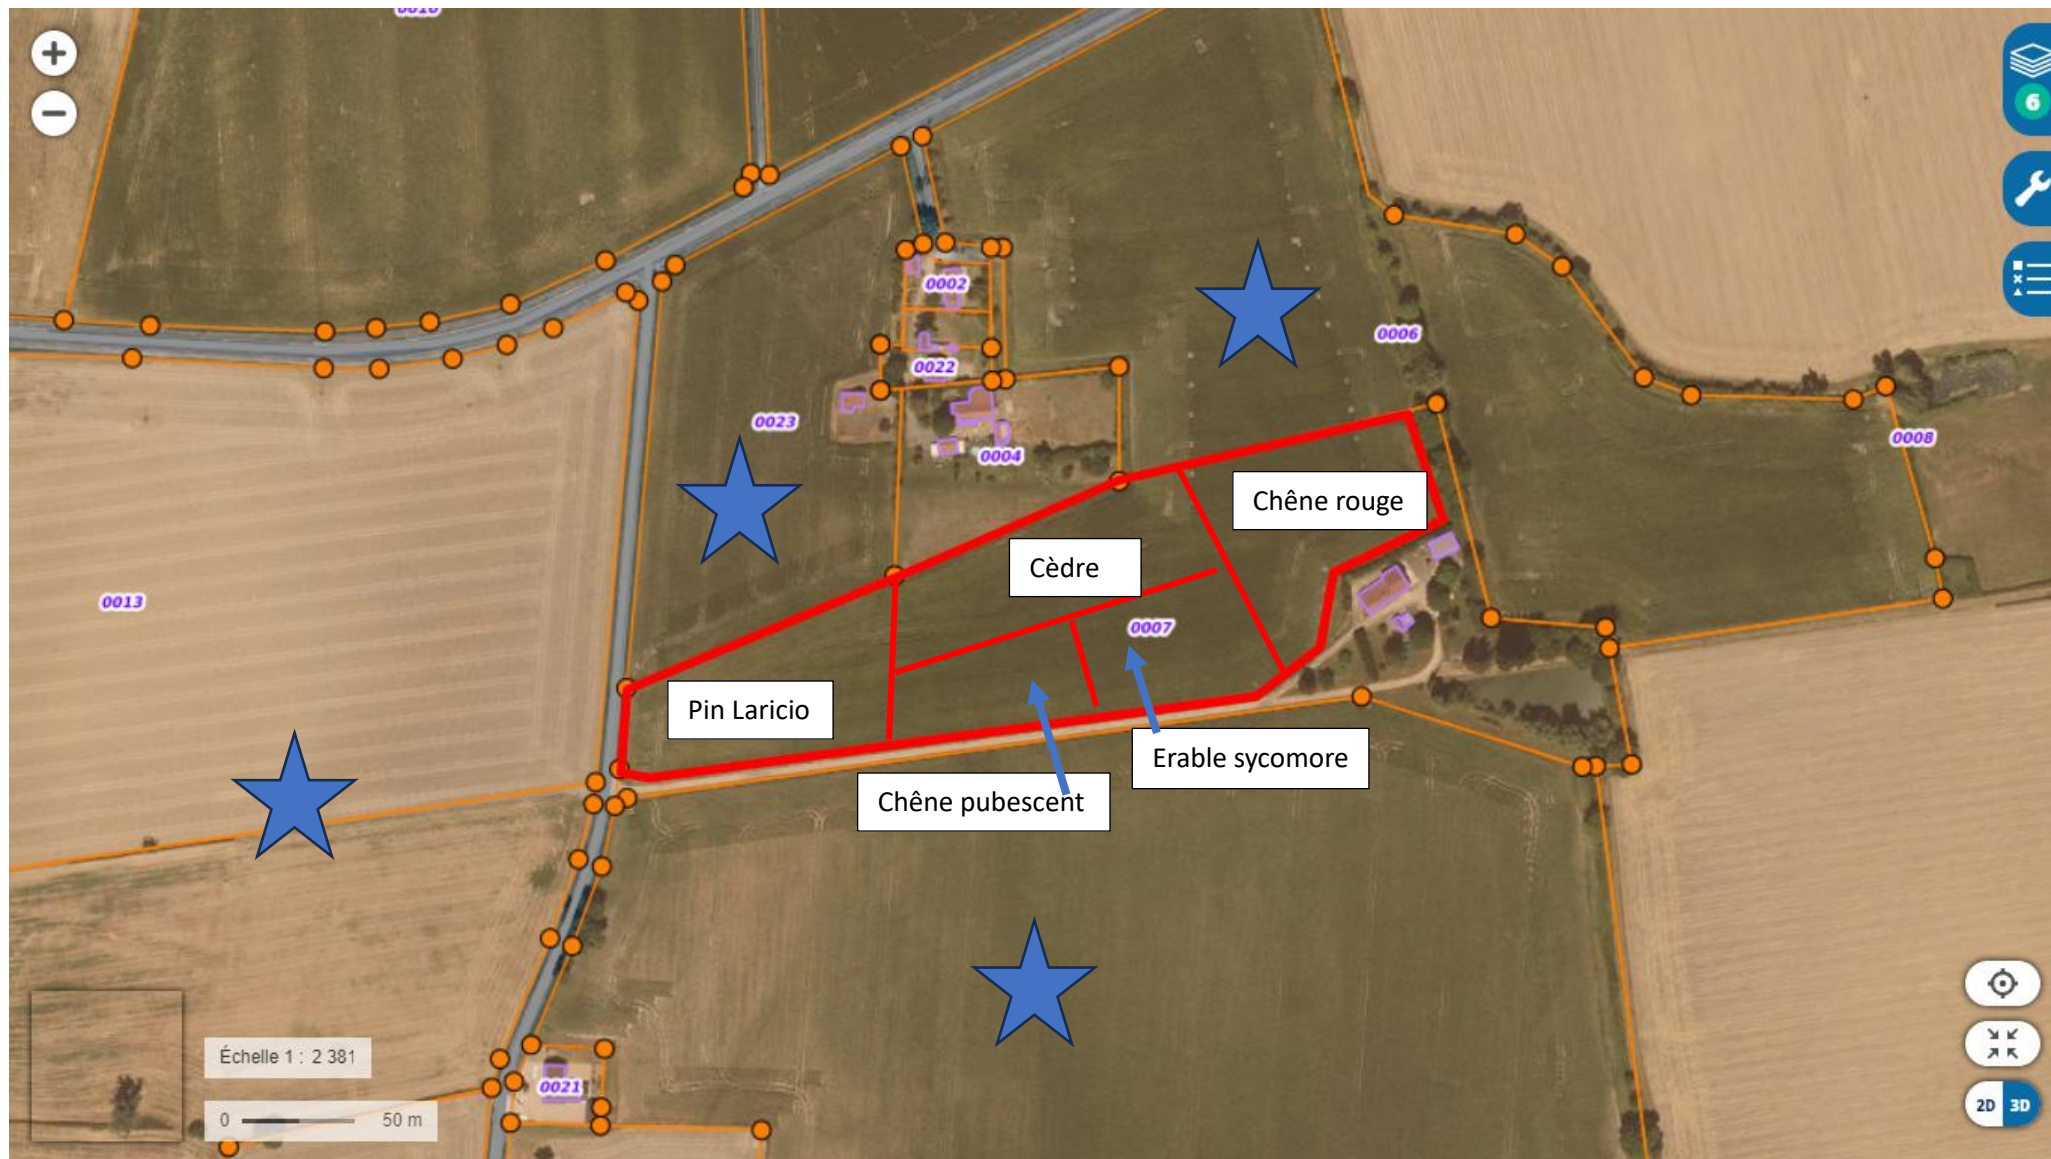 0010
+
6
−
0002
0006
0022
0023
0008
0004
Chêne rouge
Cèdre
0013
0007
Pin Laricio
Erable sycomore
Chêne pubescent
Échelle 1 : 2 381
0021
2D 3D
0 50 m